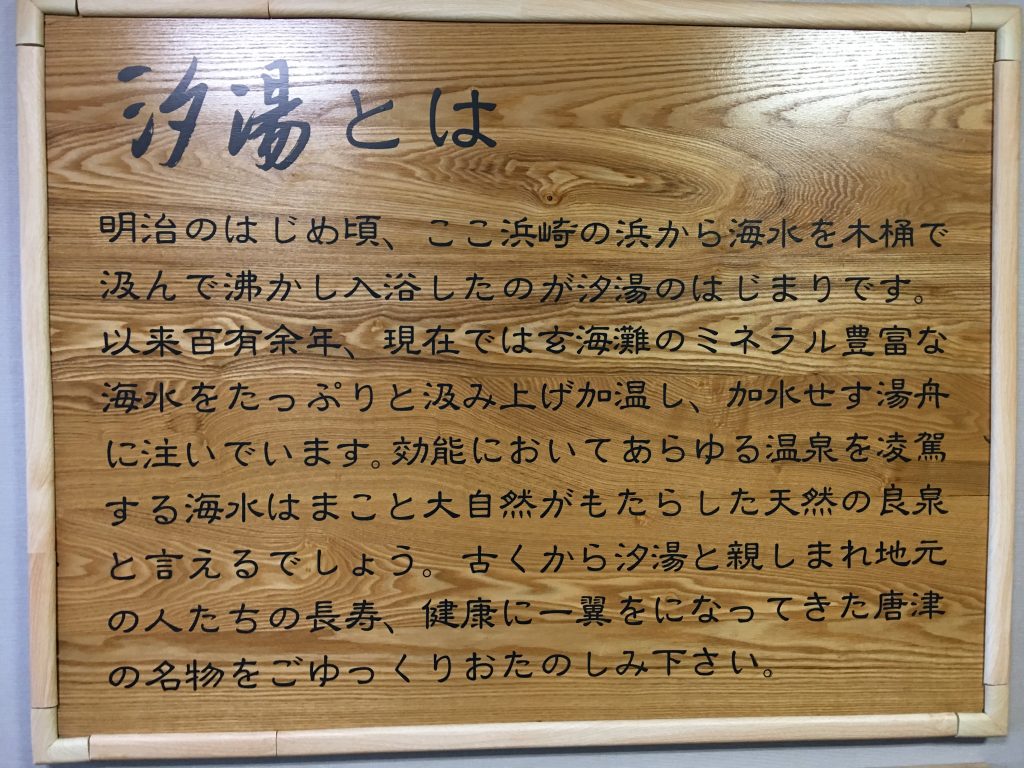 汐湯とは
明治のはじめ頃、ここ浜崎の浜から海水を木桶で
汲んで沸かし入浴したのが汐湯のはじまりです。
以来百有余年、現在では玄海灘のミネラル豊富な
海水をたっぷりと汲み上げ加温し、加水せす湯舟
に注いでいます。効能においてあらゆる温泉を凌駕
する海水はまこと大自然がもたらした天然の良泉
と言えるでしょう。古くから汐湯と親しまれ地元
の人たちの長寿、健康に一翼をになってきた唐津
の名物をごゆっくりおたのしみ下さい。